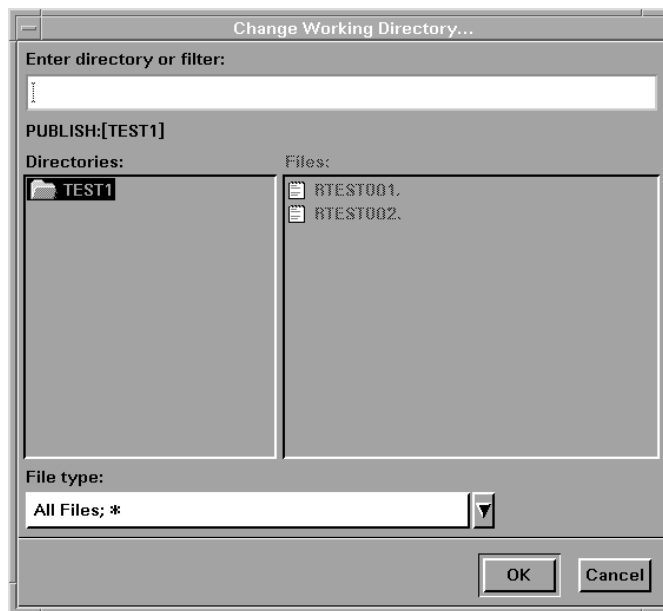 Change Working Directory...
Enter directory or filter:
PUBLISH:[TEST1]
Directories:
Files:
TEST1
RTEST001.
RTEST002.
File type:
All Files; *
OK
Cancel